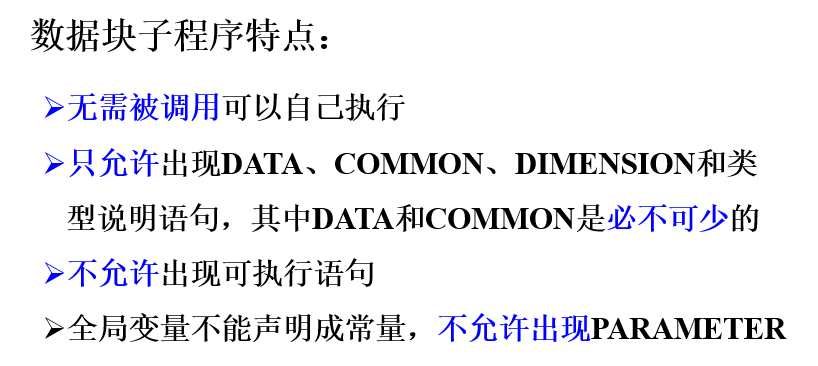 数据块子程序特点：
➢无需被调用可以自己执行
➢只允许出现DATA、COMMON、DIMENSION和类
型说明语句，其中DATA和COMMON是必不可少的
➢不允许出现可执行语句
➢全局变量不能声明成常量，不允许出现PARAMETER